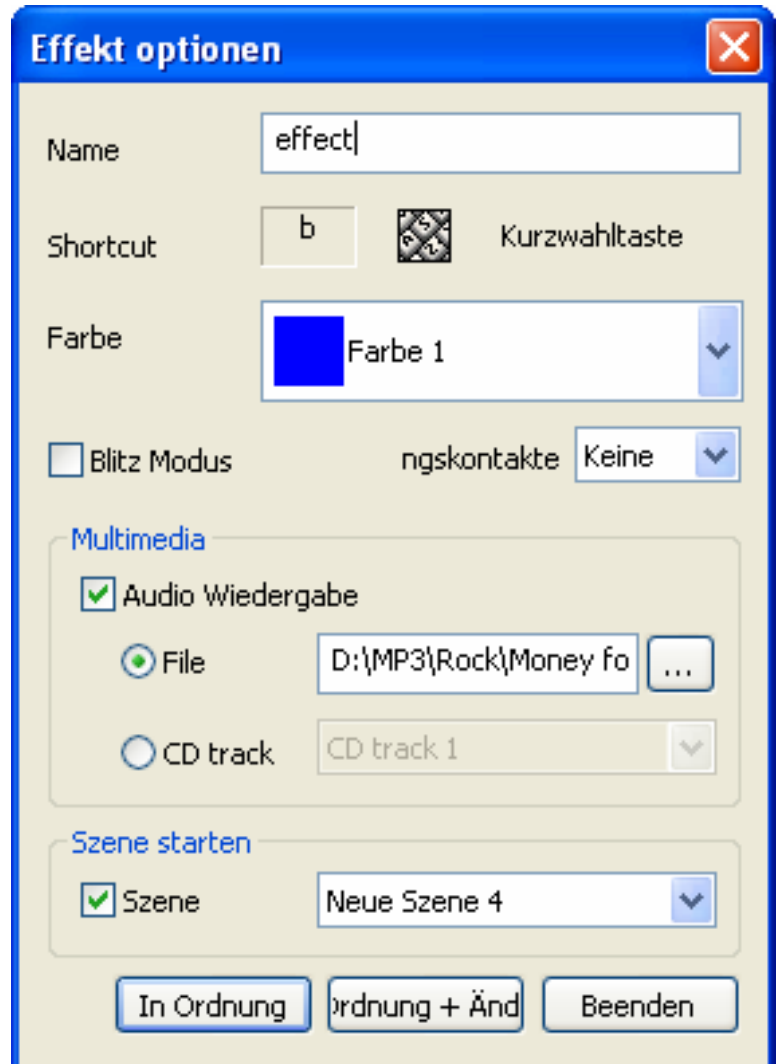 Effekt optionen
Name effect
Shortcut b Kurzwahltaste
Farbe Farbe 1
Blitz Modus ngskontakte Keine
Multimedia
Audio Wiedergabe
File D:\MP3\Rock\Money fo ...
CD track CD track 1
Szene starten
Szene Neue Szene 4
In Ordnung rdnung + Änd Beenden